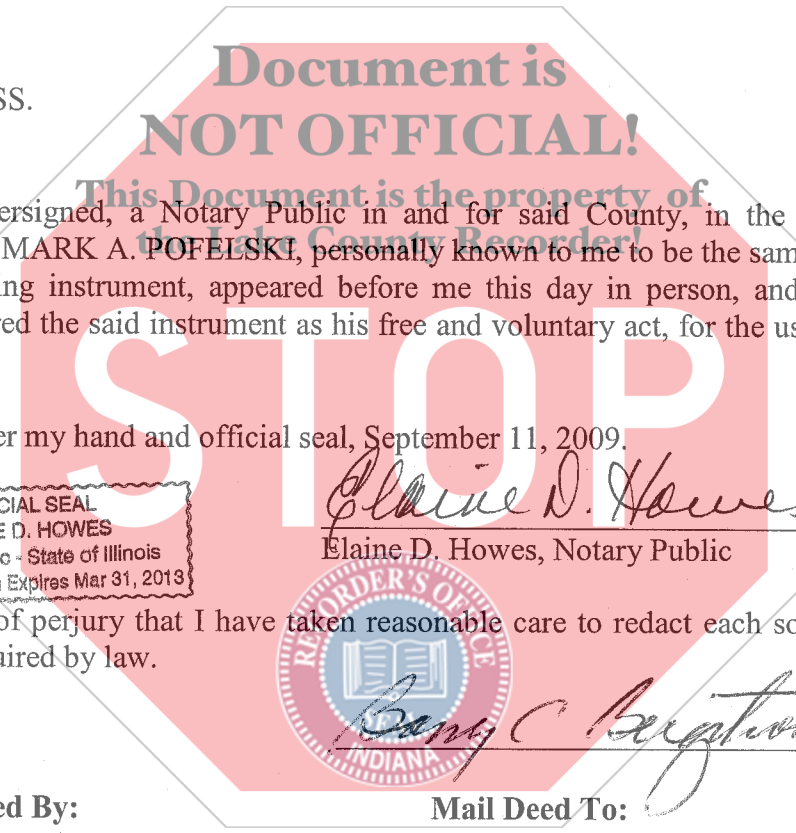 Document is
SS.
NOT OFFICIAL!
This Document is the property of
ersigned, a Notary Public in and for said County, in the
the Lake County Recorder!
MARK A. POFELSKI, personally known to me to be the sam
ing instrument, appeared before me this day in person, and
red the said instrument as his free and voluntary act, for the us
STOP
er my hand and official seal, September 11, 2009.
CIAL SEAL
E D. HOWES
c - State of Illinois
Expires Mar 31, 2013
Elaine D. Howes
Elaine D. Howes, Notary Public
RECORDER'S OFFICE
of perjury that I have taken reasonable care to redact each so
uired by law.
SEAL
INDIANA
Barry C
ed By:
Mail Deed To: